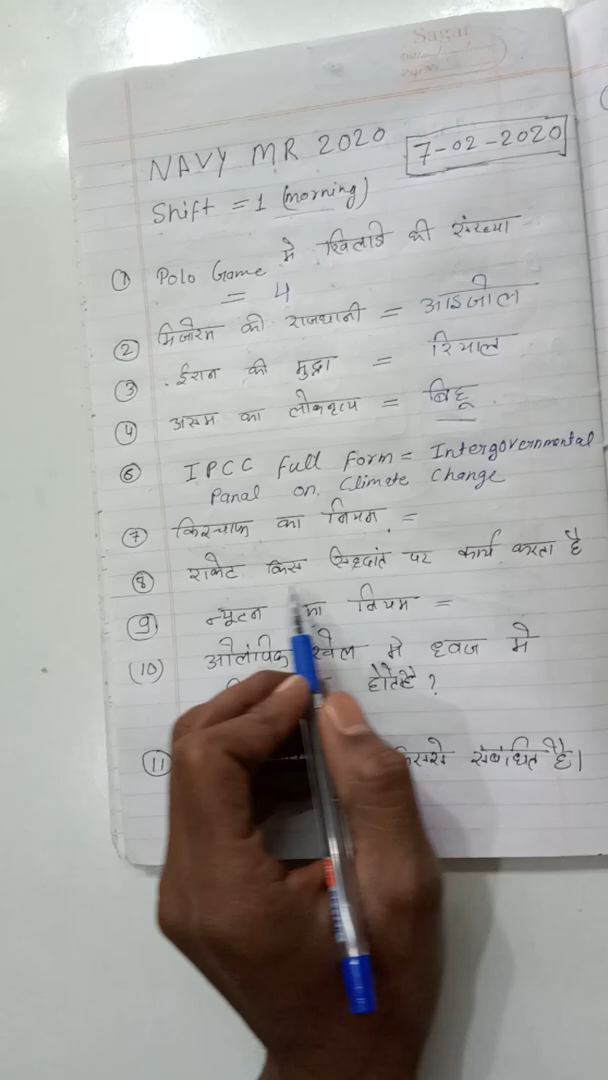 Sagar
NAVY MR 2020
7-02-2020
Shift = 1 (morning)
① Polo Game मे खिलाडी की संख्या
= 4
② मिजोरम की राजधानी = आइजोल
③ ईरान की मुद्रा = रियाल
④ असम का लोकनृत्य = बिहू
⑥ IPCC full form = Intergovernmental
Panal on Climate Change
⑦ किरचाफ का नियम =
⑧ राकेट किस सिध्दांत पर कार्य करता है
⑨ न्यूटन का नियम =
(10) ओलंपिक खेल मे ध्वज मे
होतेहै ?
⑪ किससे संबंधित है।